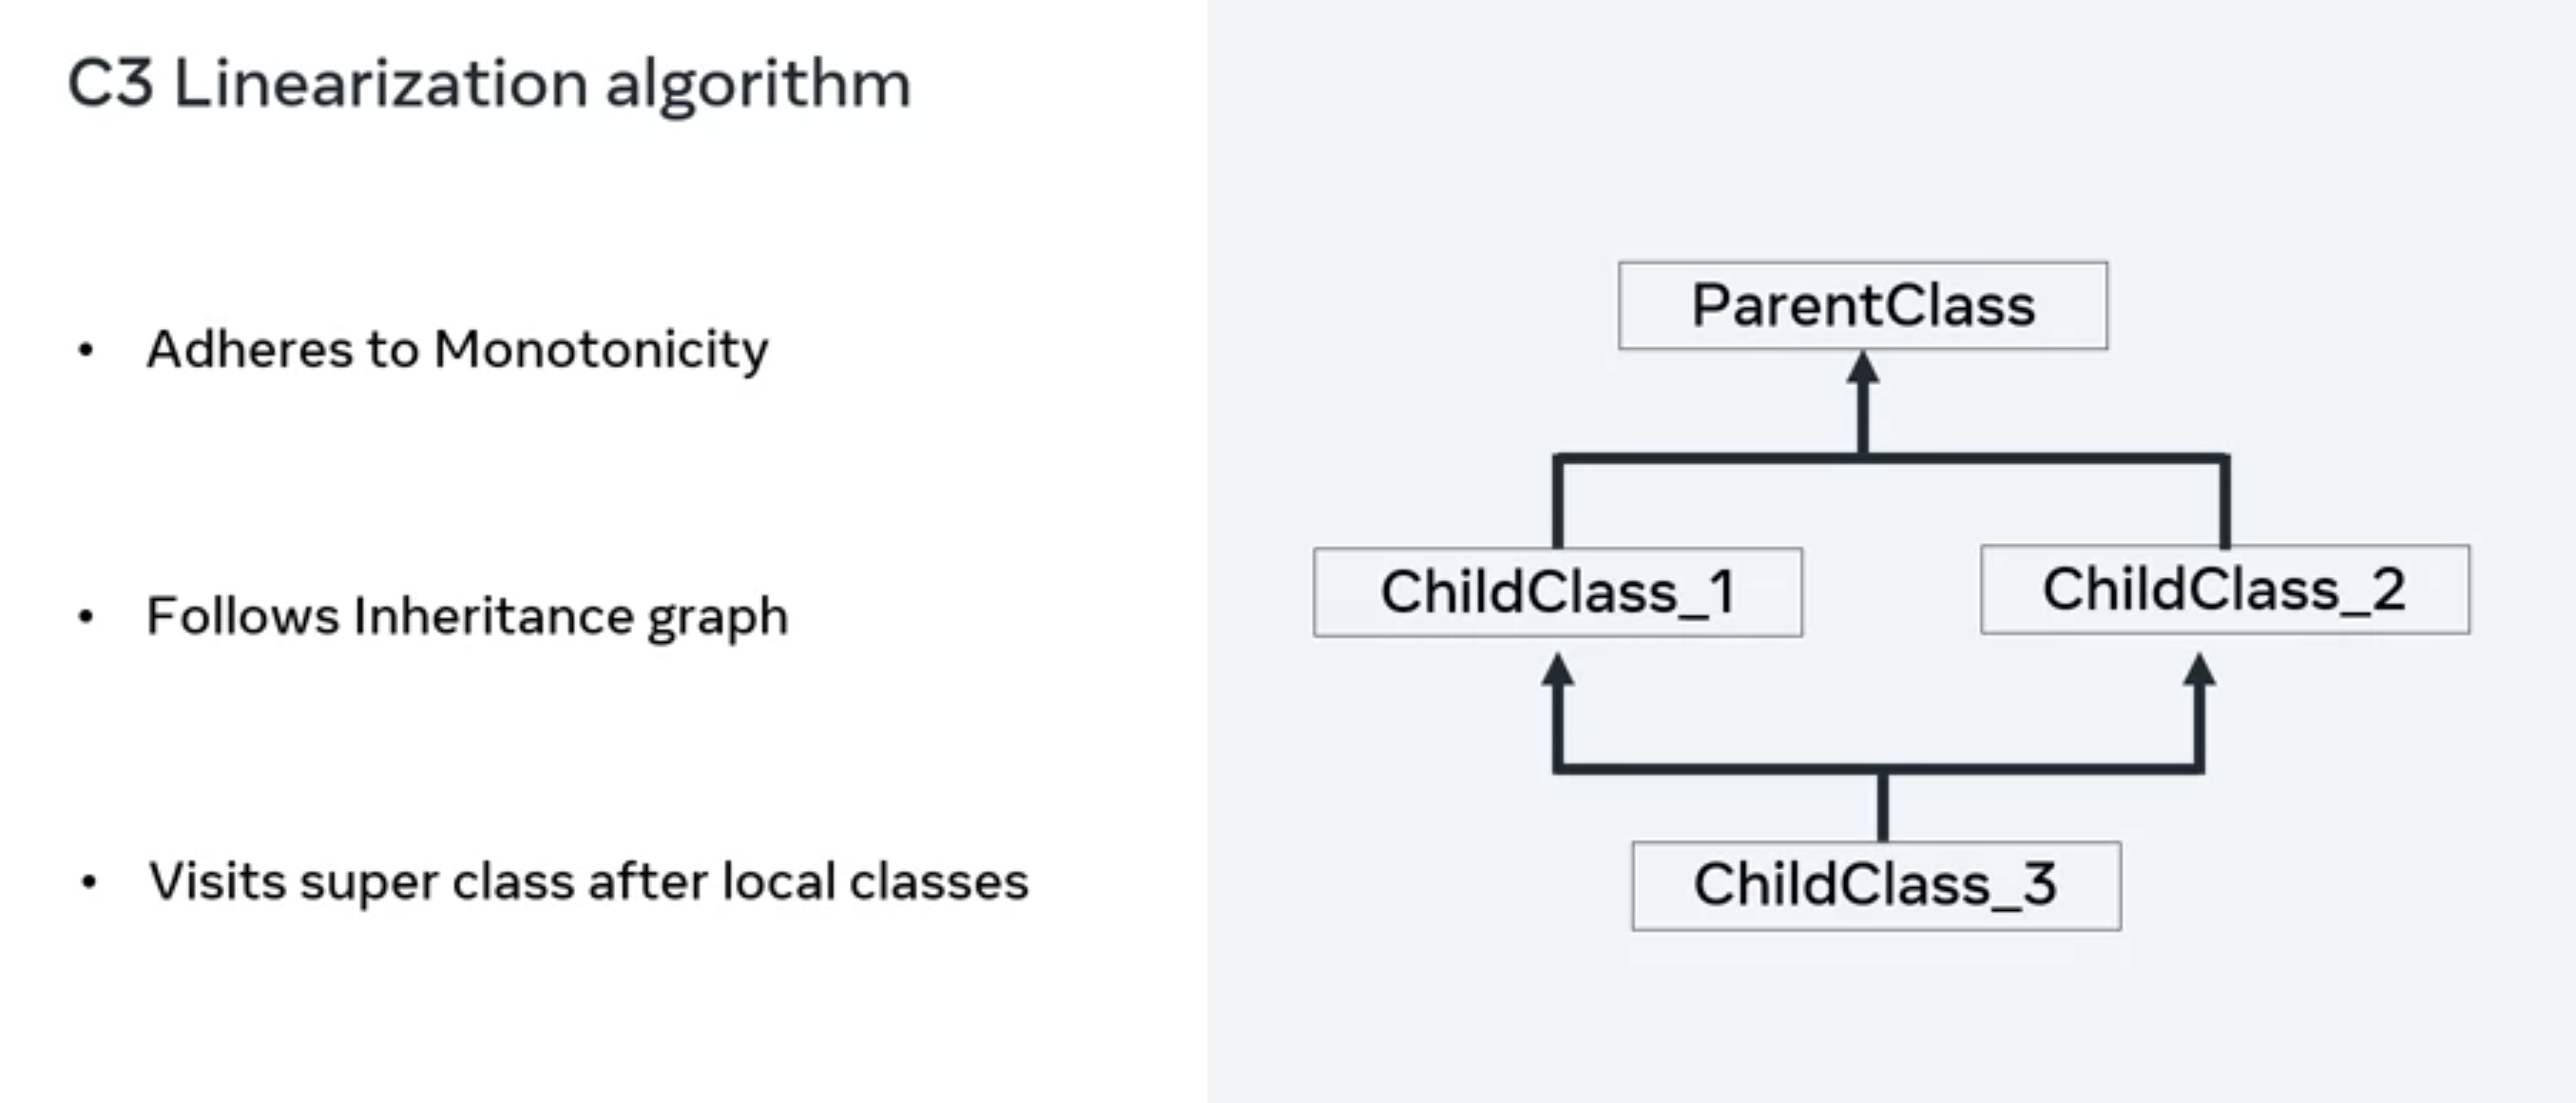 C3 Linearization algorithm
• Adheres to Monotonicity
• Follows Inheritance graph
• Visits super class after local classes
ParentClass
ChildClass_1
ChildClass_2
ChildClass_3